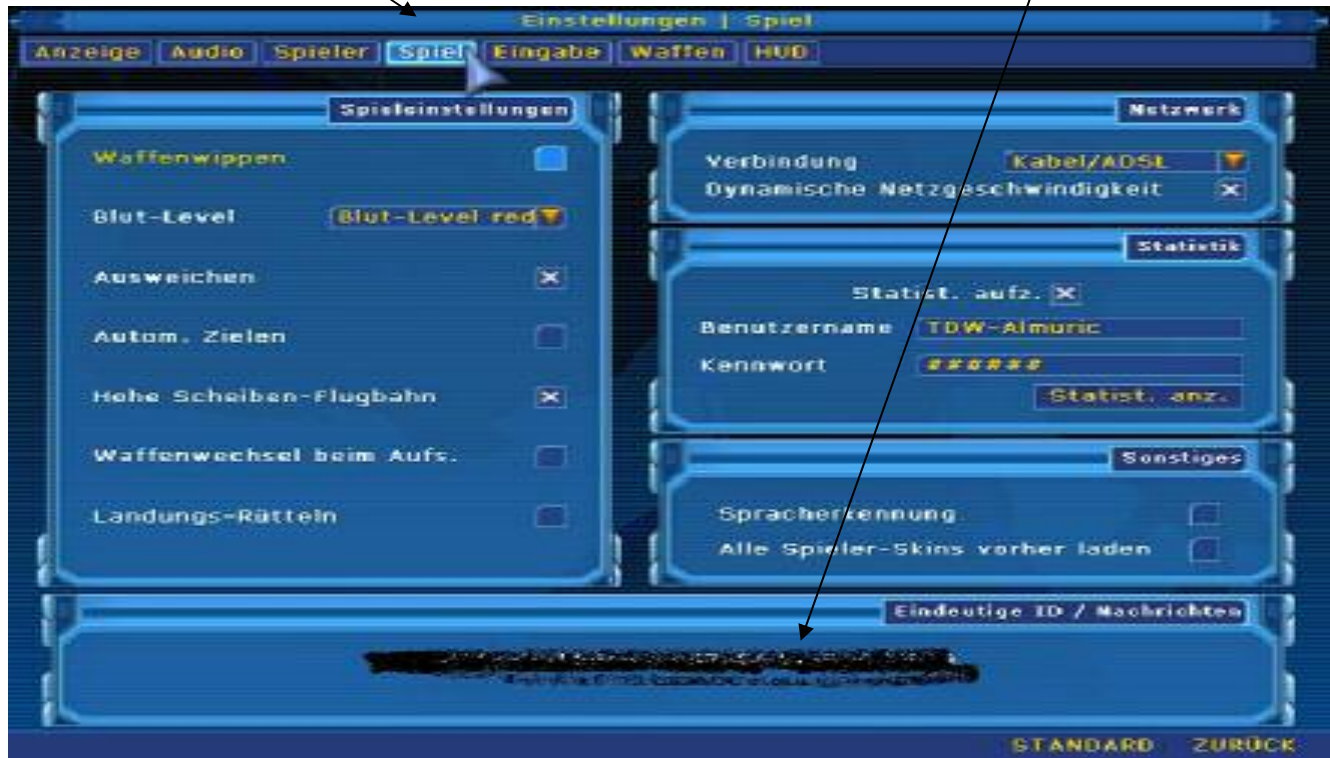 Einstellungen | Spiel
Anzeige Audio Spieler Spiel Eingabe Waffen HUD
Spieleinstellungen
Waffenwippen
Blut-Level Blut-Level red
Ausweichen
Autom. Zielen
Hohe Scheiben-Flugbahn
Waffenwechsel beim Aufs.
Landungs-Rütteln
Netzwerk
Verbindung Kabel/ADSL
Dynamische Netzgeschwindigkeit
Statistik
Statist. aufz.
Benutzername TDW-Almuric
Kennwort ######
Statist. anz.
Sonstiges
Spracherkennung
Alle Spieler-Skins vorher laden
Eindeutige ID / Nachrichten
STANDARD ZURÜCK